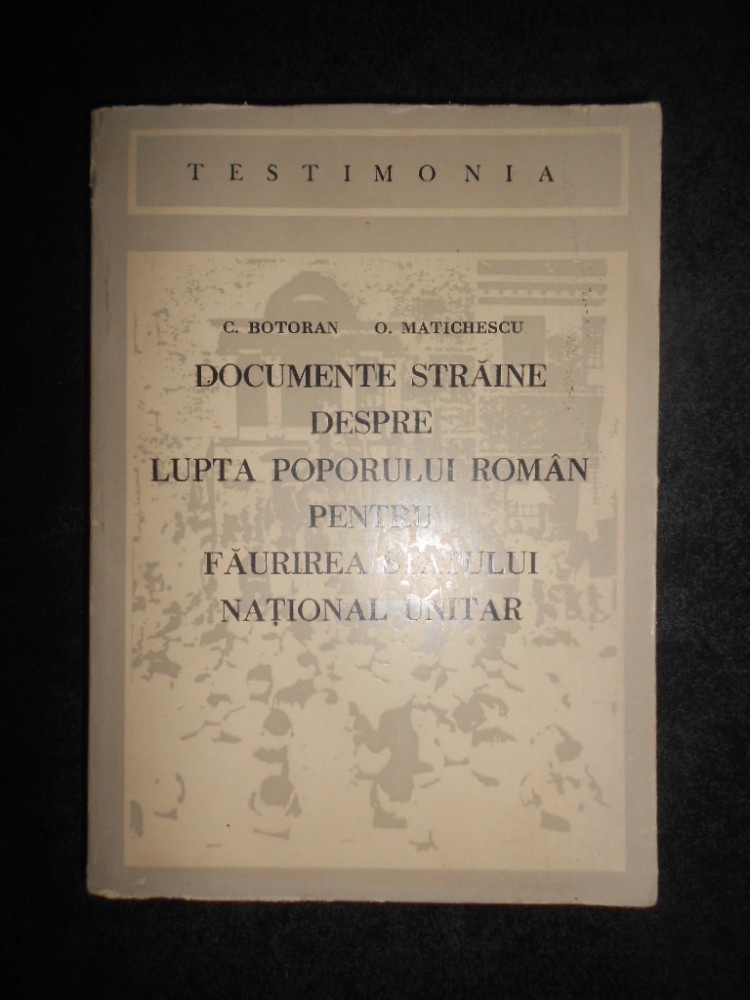 TESTIMONIA
C. BOTORAN O. MATICHESCU
DOCUMENTE STRĂINE
DESPRE
LUPTA POPORULUI ROMÂN
PENTRU
FĂURIREA STATULUI
NAȚIONAL UNITAR